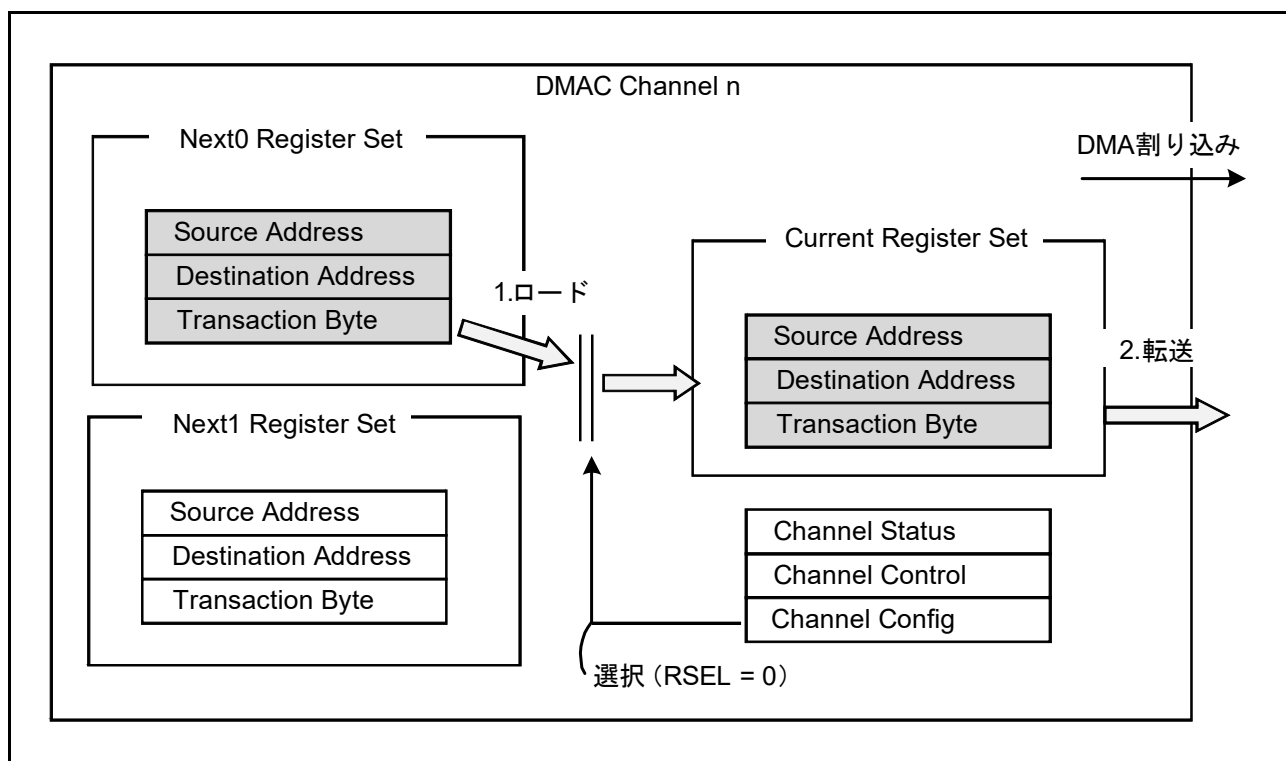 DMAC Channel n
Next0 Register Set
Source Address
Destination Address
Transaction Byte
1.ロード
Next1 Register Set
Source Address
Destination Address
Transaction Byte
選択（RSEL = 0）
Current Register Set
Source Address
Destination Address
Transaction Byte
Channel Status
Channel Control
Channel Config
DMA割り込み
2.転送